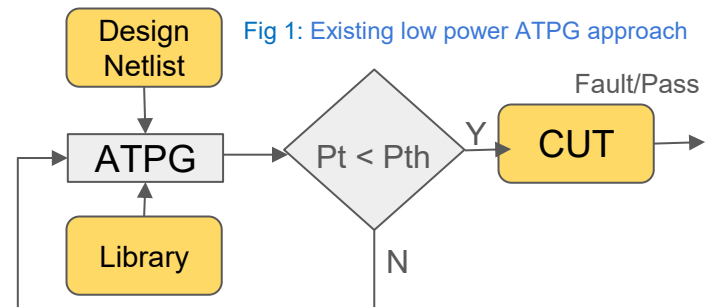 Design
Netlist
Fig 1: Existing low power ATPG approach
Fault/Pass
ATPG
Pt < Pth
Y
CUT
Library
N